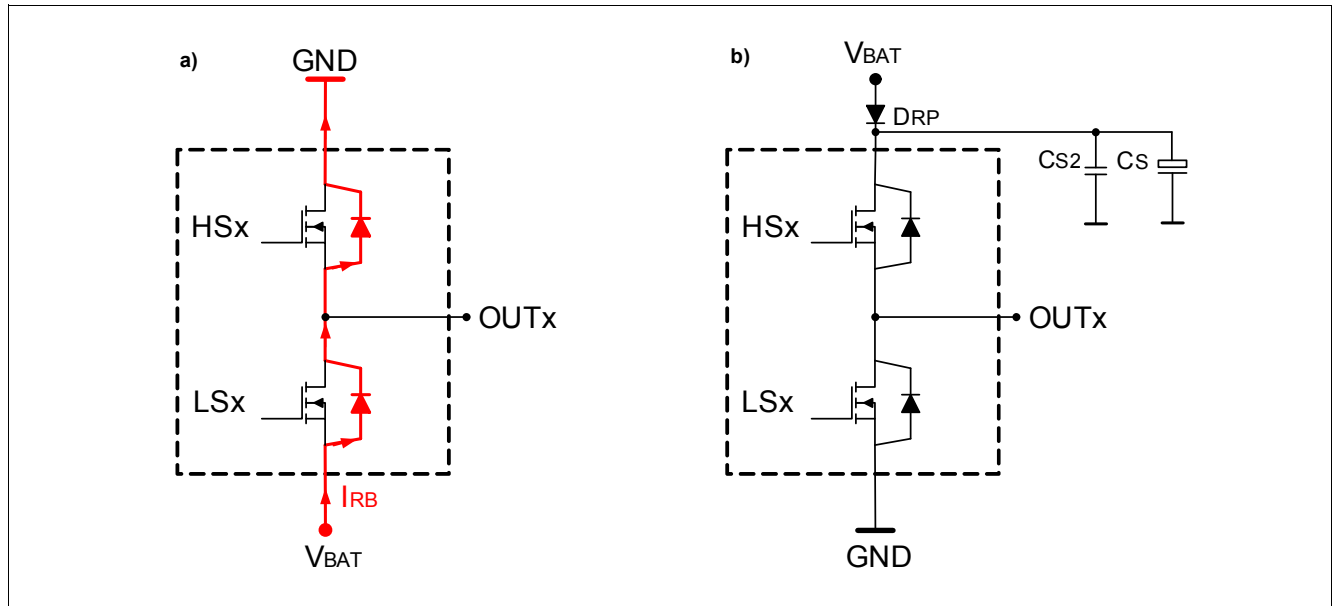 a)
GND
HSx
OUTx
LSx
IRB
VBAT
b)
VBAT
DRP
CS2
CS
HSx
OUTx
LSx
GND